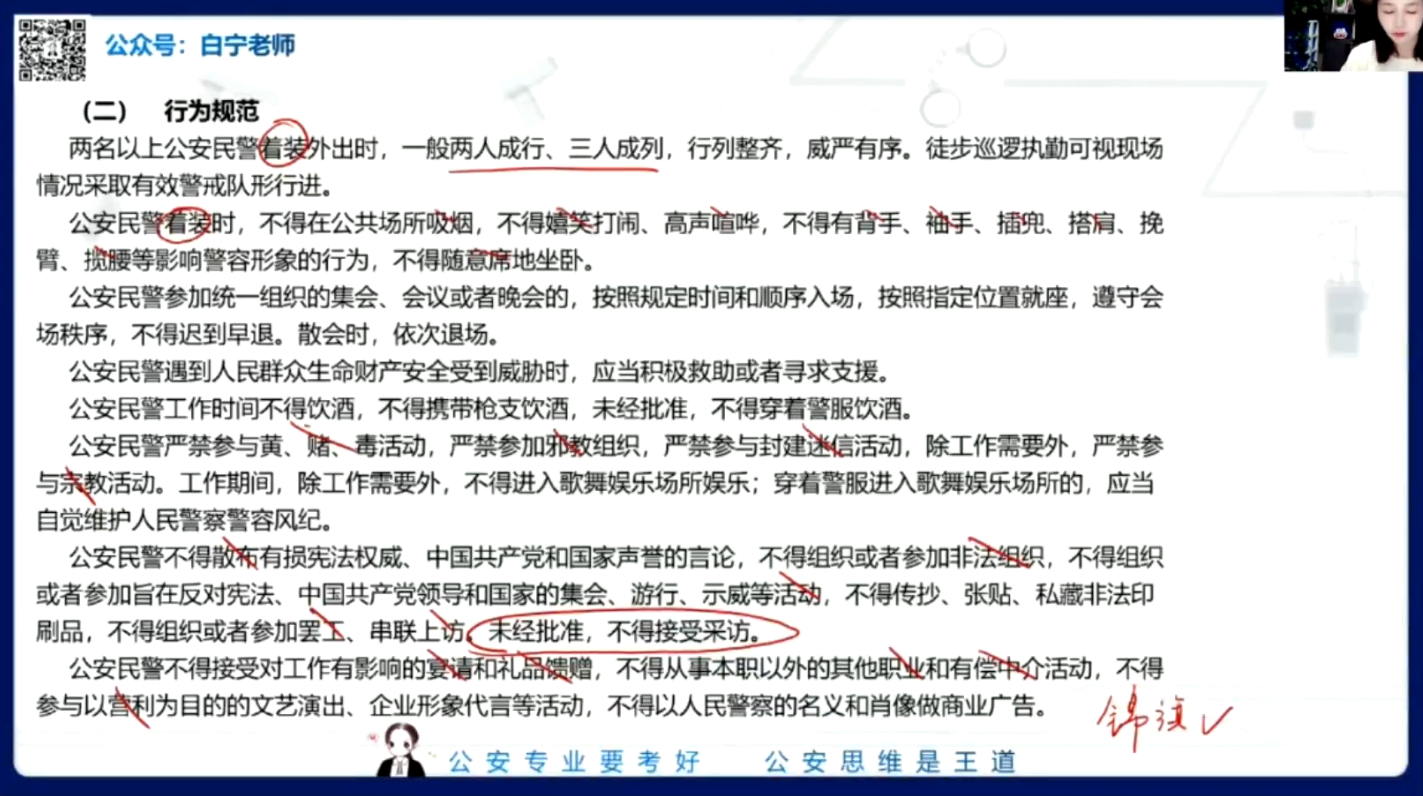 公众号：白宁老师
（二） 行为规范
两名以上公安民警着装外出时，一般两人成行、三人成列，行列整齐，威严有序。徒步巡逻执勤可视现场
情况采取有效警戒队形行进。
公安民警着装时，不得在公共场所吸烟，不得嬉笑打闹、高声喧哗，不得有背手、袖手、插兜、搭肩、挽
臂、揽腰等影响警容形象的行为，不得随意席地坐卧。
公安民警参加统一组织的集会、会议或者晚会的，按照规定时间和顺序入场，按照指定位置就座，遵守会
场秩序，不得迟到早退。散会时，依次退场。
公安民警遇到人民群众生命财产安全受到威胁时，应当积极救助或者寻求支援。
公安民警工作时间不得饮酒，不得携带枪支饮酒，未经批准，不得穿着警服饮酒。
公安民警严禁参与黄、赌、毒活动，严禁参加邪教组织，严禁参与封建迷信活动，除工作需要外，严禁参
与宗教活动。工作期间，除工作需要外，不得进入歌舞娱乐场所娱乐；穿着警服进入歌舞娱乐场所的，应当
自觉维护人民警察警容风纪。
公安民警不得散布有损宪法权威、中国共产党和国家声誉的言论，不得组织或者参加非法组织，不得组织
或者参加旨在反对宪法、中国共产党领导和国家的集会、游行、示威等活动，不得传抄、张贴、私藏非法印
刷品，不得组织或者参加罢工、串联上访。未经批准，不得接受采访。
公安民警不得接受对工作有影响的宴请和礼品馈赠，不得从事本职以外的其他职业和有偿中介活动，不得
参与以营利为目的的文艺演出、企业形象代言等活动，不得以人民警察的名义和肖像做商业广告。
锦旗✓
公安专业要考好 公安思维是王道